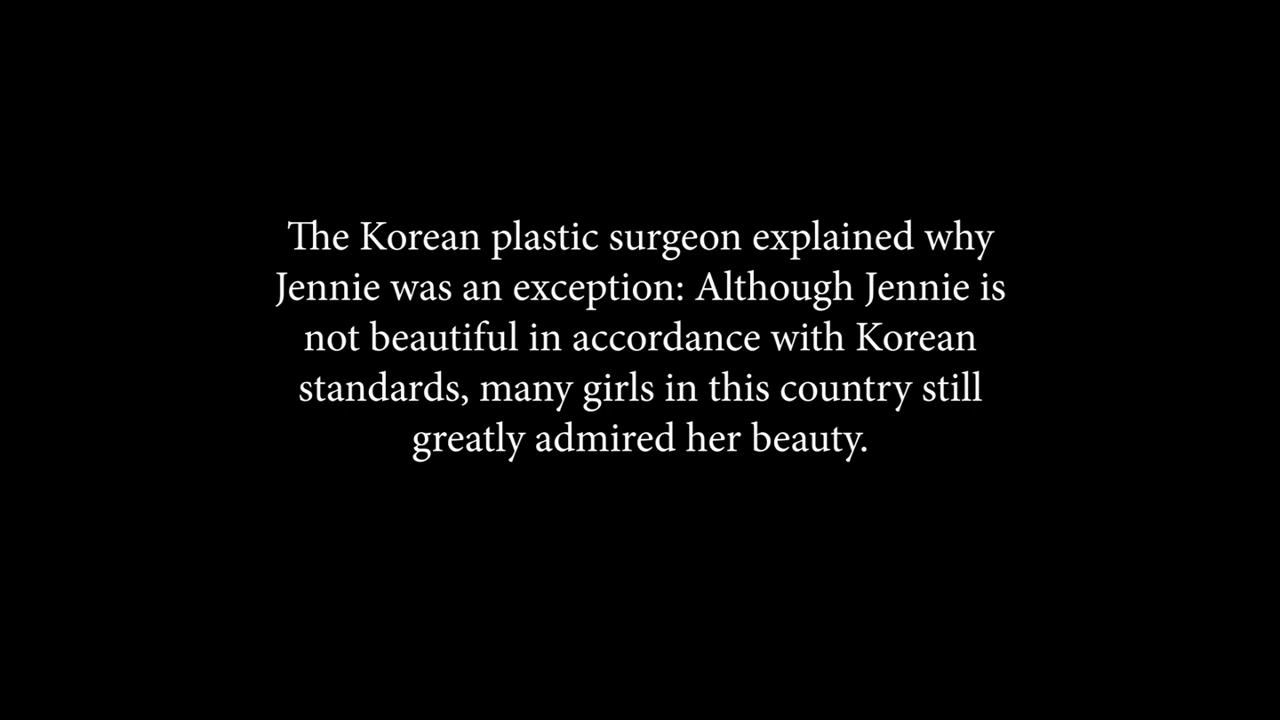 The Korean plastic surgeon explained why
Jennie was an exception: Although Jennie is
not beautiful in accordance with Korean
standards, many girls in this country still
greatly admired her beauty.